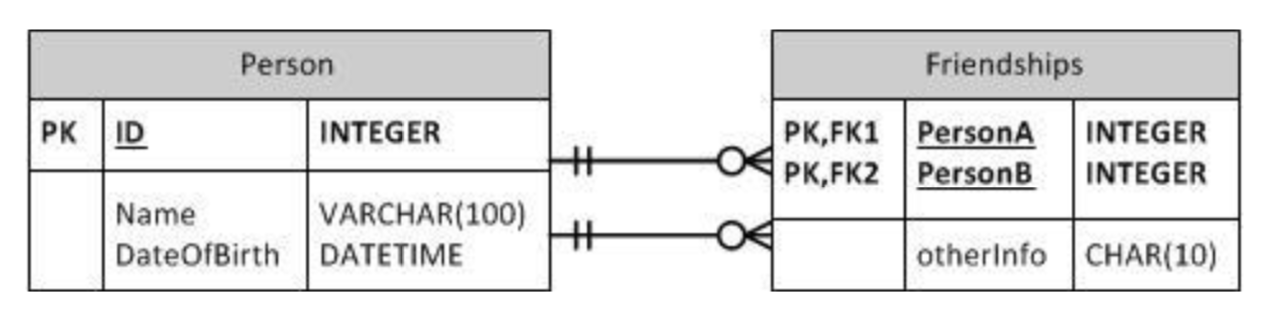 Person
PK ID INTEGER
Name VARCHAR(100)
DateOfBirth DATETIME
Friendships
PK,FK1 PersonA INTEGER
PK,FK2 PersonB INTEGER
otherInfo CHAR(10)